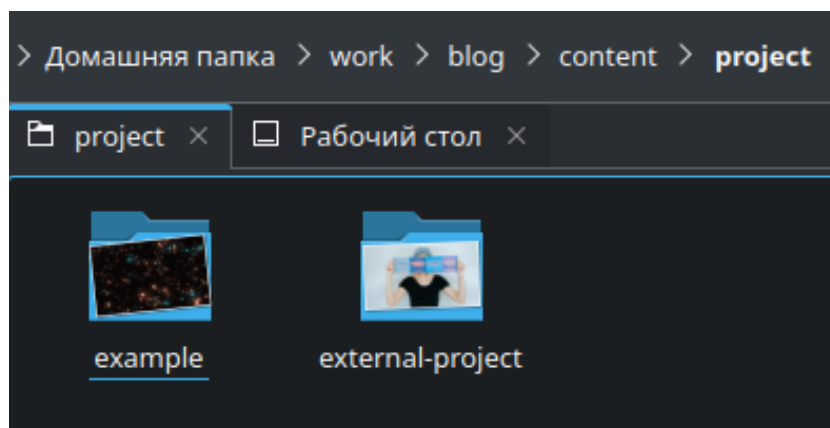 > Домашняя папка > work > blog > content > project
project × Рабочий стол ×
example external-project